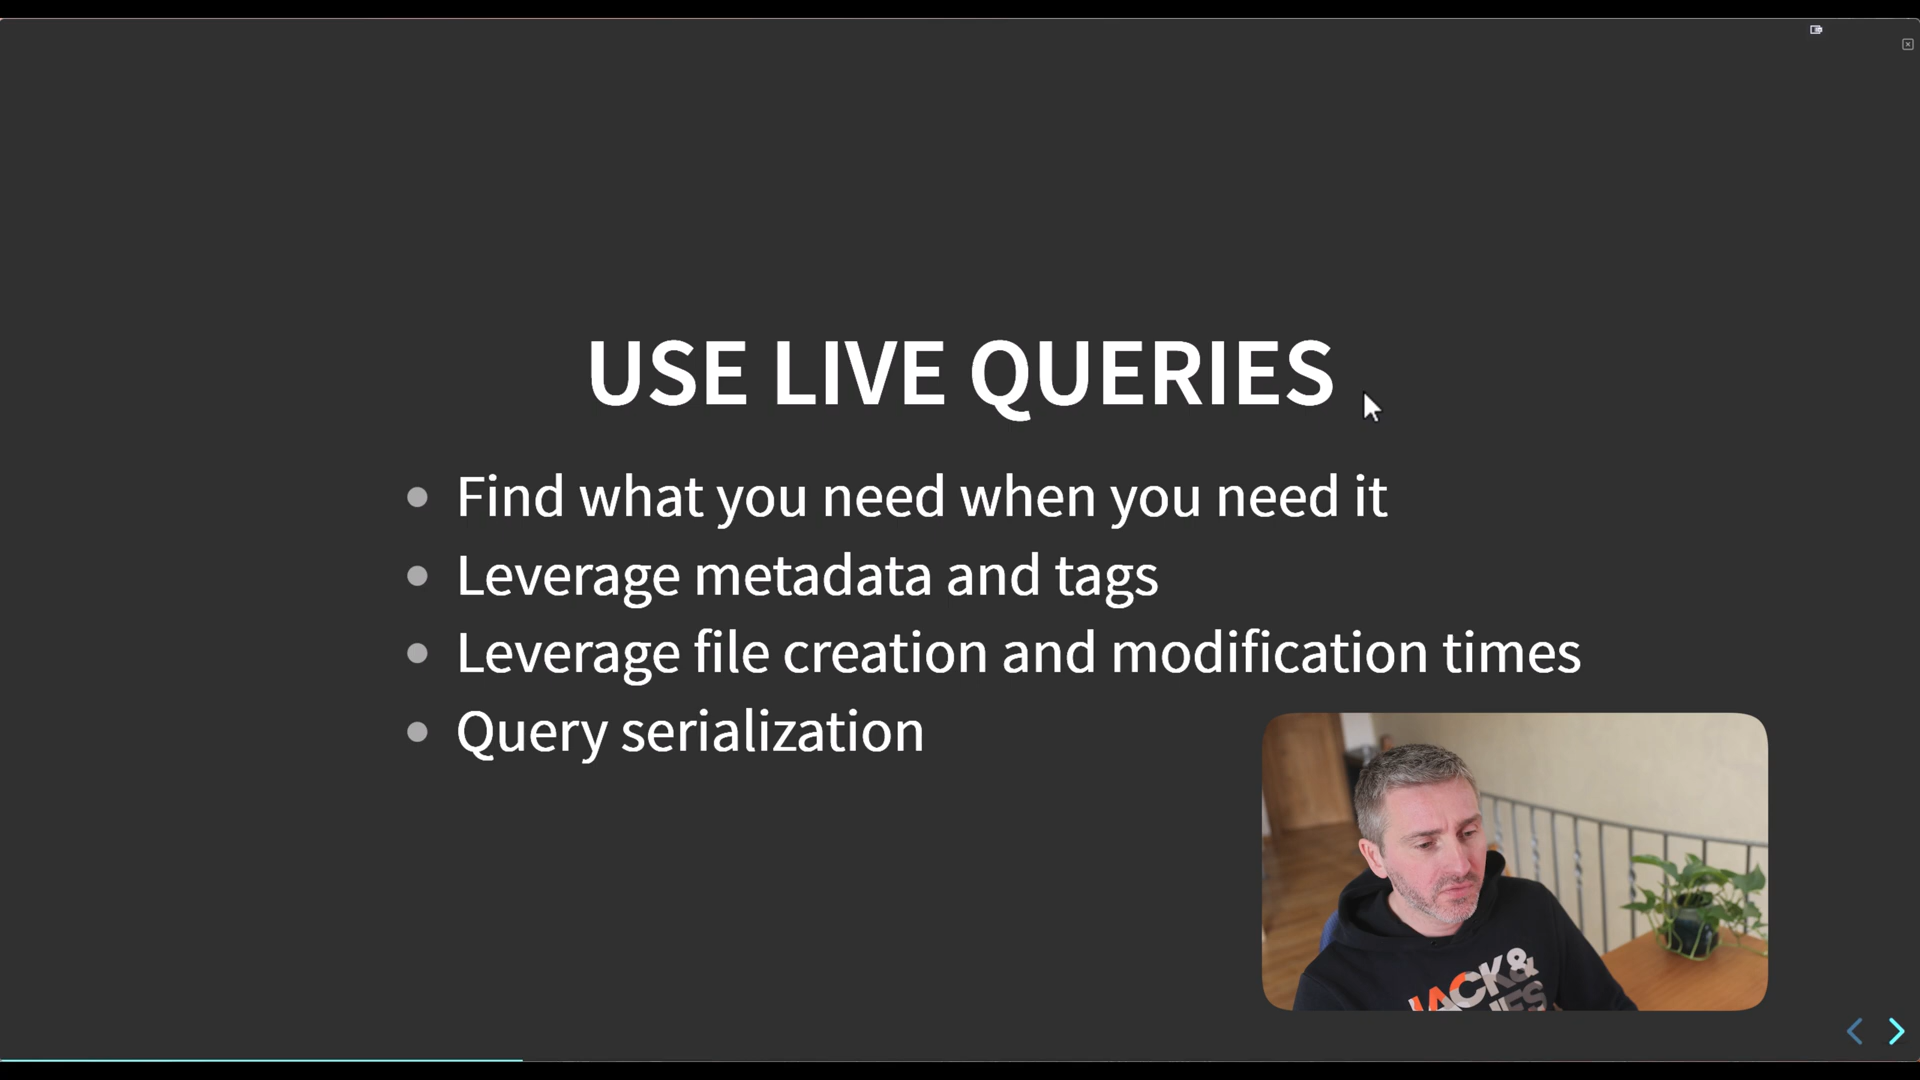 USE LIVE QUERIES
Find what you need when you need it
Leverage metadata and tags
Leverage file creation and modification times
Query serialization
JACK&